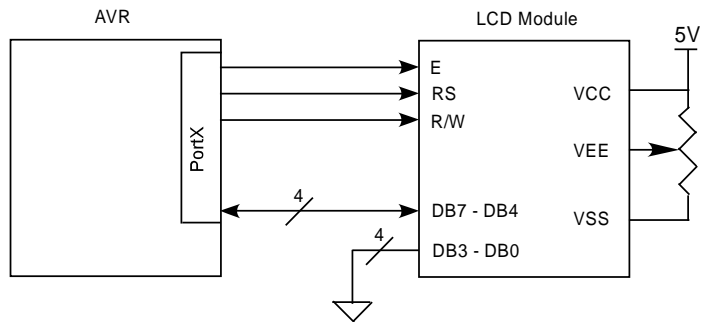 AVR
LCD Module
5V
E
RS
VCC
R/W
PortX
VEE
4
DB7 - DB4
VSS
4
DB3 - DB0